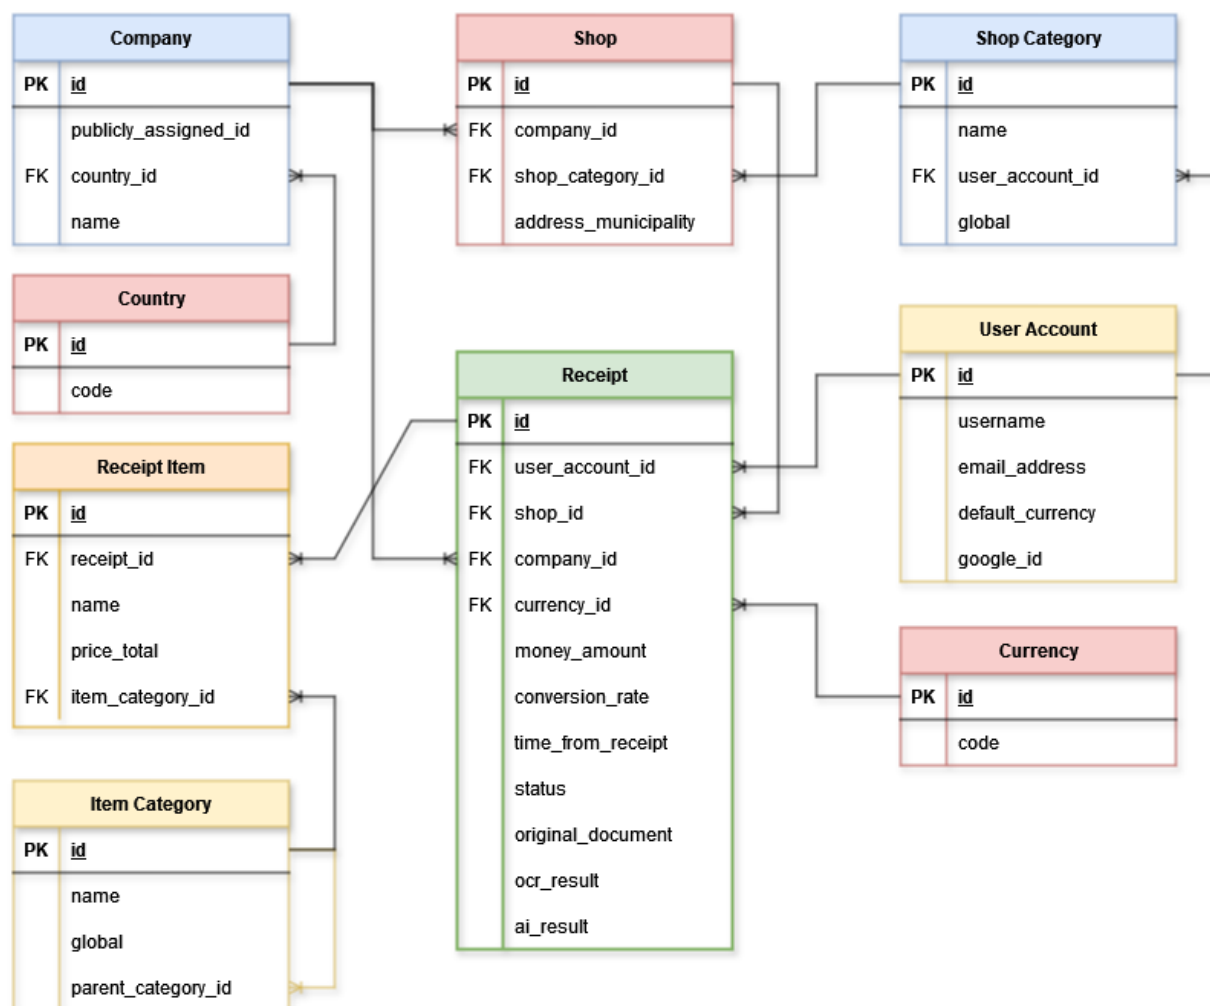 Company
PK id
publicly_assigned_id
FK country_id
name
Shop
PK id
FK company_id
FK shop_category_id
address_municipality
Shop Category
PK id
name
FK user_account_id
global
Country
PK id
code
User Account
PK id
username
email_address
default_currency
google_id
Receipt
PK id
FK user_account_id
FK shop_id
FK company_id
FK currency_id
money_amount
conversion_rate
time_from_receipt
status
original_document
ocr_result
ai_result
Receipt Item
PK id
FK receipt_id
name
price_total
FK item_category_id
Currency
PK id
code
Item Category
PK id
name
global
parent_category_id